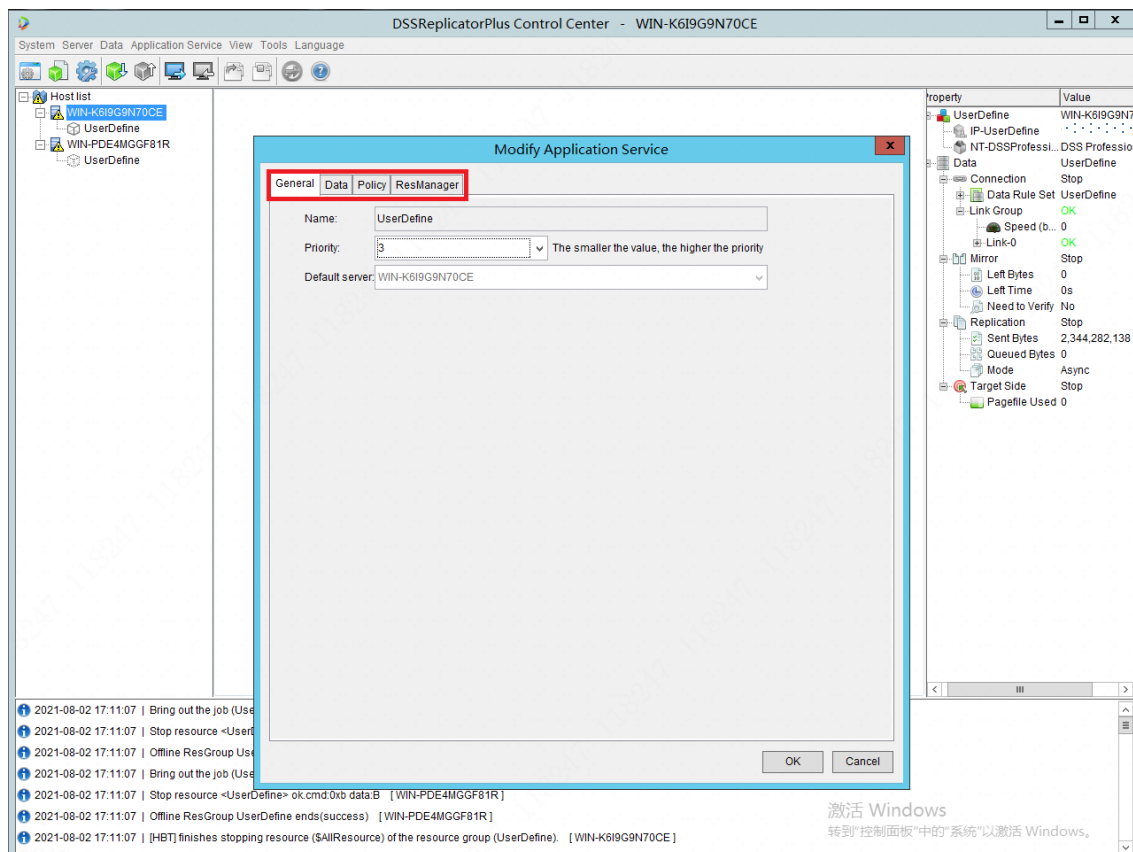 DSSReplicatorPlus Control Center - WIN-K6I9G9N70CE
System Server Data Application Service View Tools Language
Host list
WIN-K6I9G9N70CE
UserDefine
WIN-PDE4MGGF81R
UserDefine
Modify Application Service
General Data Policy ResManager
Name: UserDefine
Priority: 3 The smaller the value, the higher the priority
Default server: WIN-K6I9G9N70CE
OK Cancel
Property Value
UserDefine WIN-K6I9G9N7
IP-UserDefine
NT-DSSProfessi... DSS Professio
Data UserDefine
Connection Stop
Data Rule Set UserDefine
Link Group OK
Speed (b... 0
Link-0 OK
Mirror Stop
Left Bytes 0
Left Time 0s
Need to Verify No
Replication Stop
Sent Bytes 2,344,282,138
Queued Bytes 0
Mode Async
Target Side Stop
Pagefile Used 0
2021-08-02 17:11:07 | Bring out the job (Use
2021-08-02 17:11:07 | Stop resource <UserD
2021-08-02 17:11:07 | Offline ResGroup Use
2021-08-02 17:11:07 | Bring out the job (Use
2021-08-02 17:11:07 | Stop resource <UserDefine> ok.cmd:0xb data:B [ WIN-PDE4MGGF81R ]
2021-08-02 17:11:07 | Offline ResGroup UserDefine ends(success) [ WIN-PDE4MGGF81R ]
2021-08-02 17:11:07 | [HBT] finishes stopping resource ($AllResource) of the resource group (UserDefine). [ WIN-K6I9G9N70CE ]
激活 Windows
转到"控制面板"中的"系统"以激活 Windows。